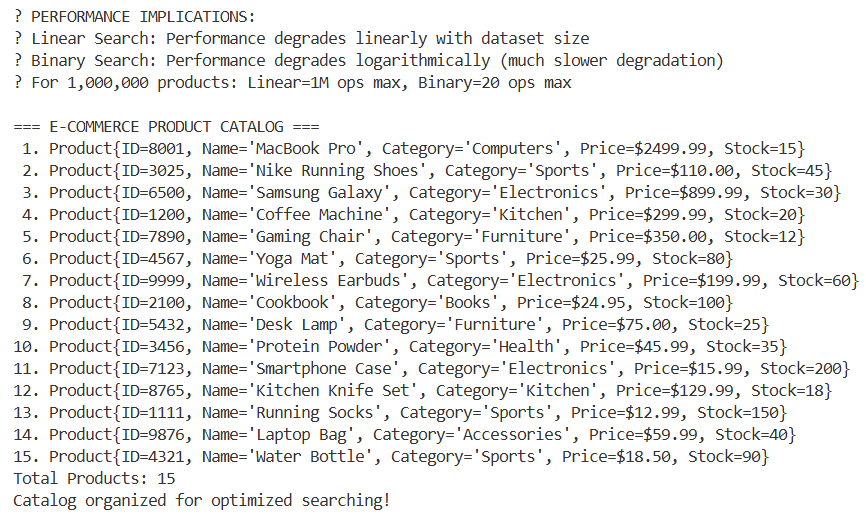 ? PERFORMANCE IMPLICATIONS:
? Linear Search: Performance degrades linearly with dataset size
? Binary Search: Performance degrades logarithmically (much slower degradation)
? For 1,000,000 products: Linear=1M ops max, Binary=20 ops max

=== E-COMMERCE PRODUCT CATALOG ===
 1. Product{ID=8001, Name='MacBook Pro', Category='Computers', Price=$2499.99, Stock=15}
 2. Product{ID=3025, Name='Nike Running Shoes', Category='Sports', Price=$110.00, Stock=45}
 3. Product{ID=6500, Name='Samsung Galaxy', Category='Electronics', Price=$899.99, Stock=30}
 4. Product{ID=1200, Name='Coffee Machine', Category='Kitchen', Price=$299.99, Stock=20}
 5. Product{ID=7890, Name='Gaming Chair', Category='Furniture', Price=$350.00, Stock=12}
 6. Product{ID=4567, Name='Yoga Mat', Category='Sports', Price=$25.99, Stock=80}
 7. Product{ID=9999, Name='Wireless Earbuds', Category='Electronics', Price=$199.99, Stock=60}
 8. Product{ID=2100, Name='Cookbook', Category='Books', Price=$24.95, Stock=100}
 9. Product{ID=5432, Name='Desk Lamp', Category='Furniture', Price=$75.00, Stock=25}
10. Product{ID=3456, Name='Protein Powder', Category='Health', Price=$45.99, Stock=35}
11. Product{ID=7123, Name='Smartphone Case', Category='Electronics', Price=$15.99, Stock=200}
12. Product{ID=8765, Name='Kitchen Knife Set', Category='Kitchen', Price=$129.99, Stock=18}
13. Product{ID=1111, Name='Running Socks', Category='Sports', Price=$12.99, Stock=150}
14. Product{ID=9876, Name='Laptop Bag', Category='Accessories', Price=$59.99, Stock=40}
15. Product{ID=4321, Name='Water Bottle', Category='Sports', Price=$18.50, Stock=90}
Total Products: 15
Catalog organized for optimized searching!